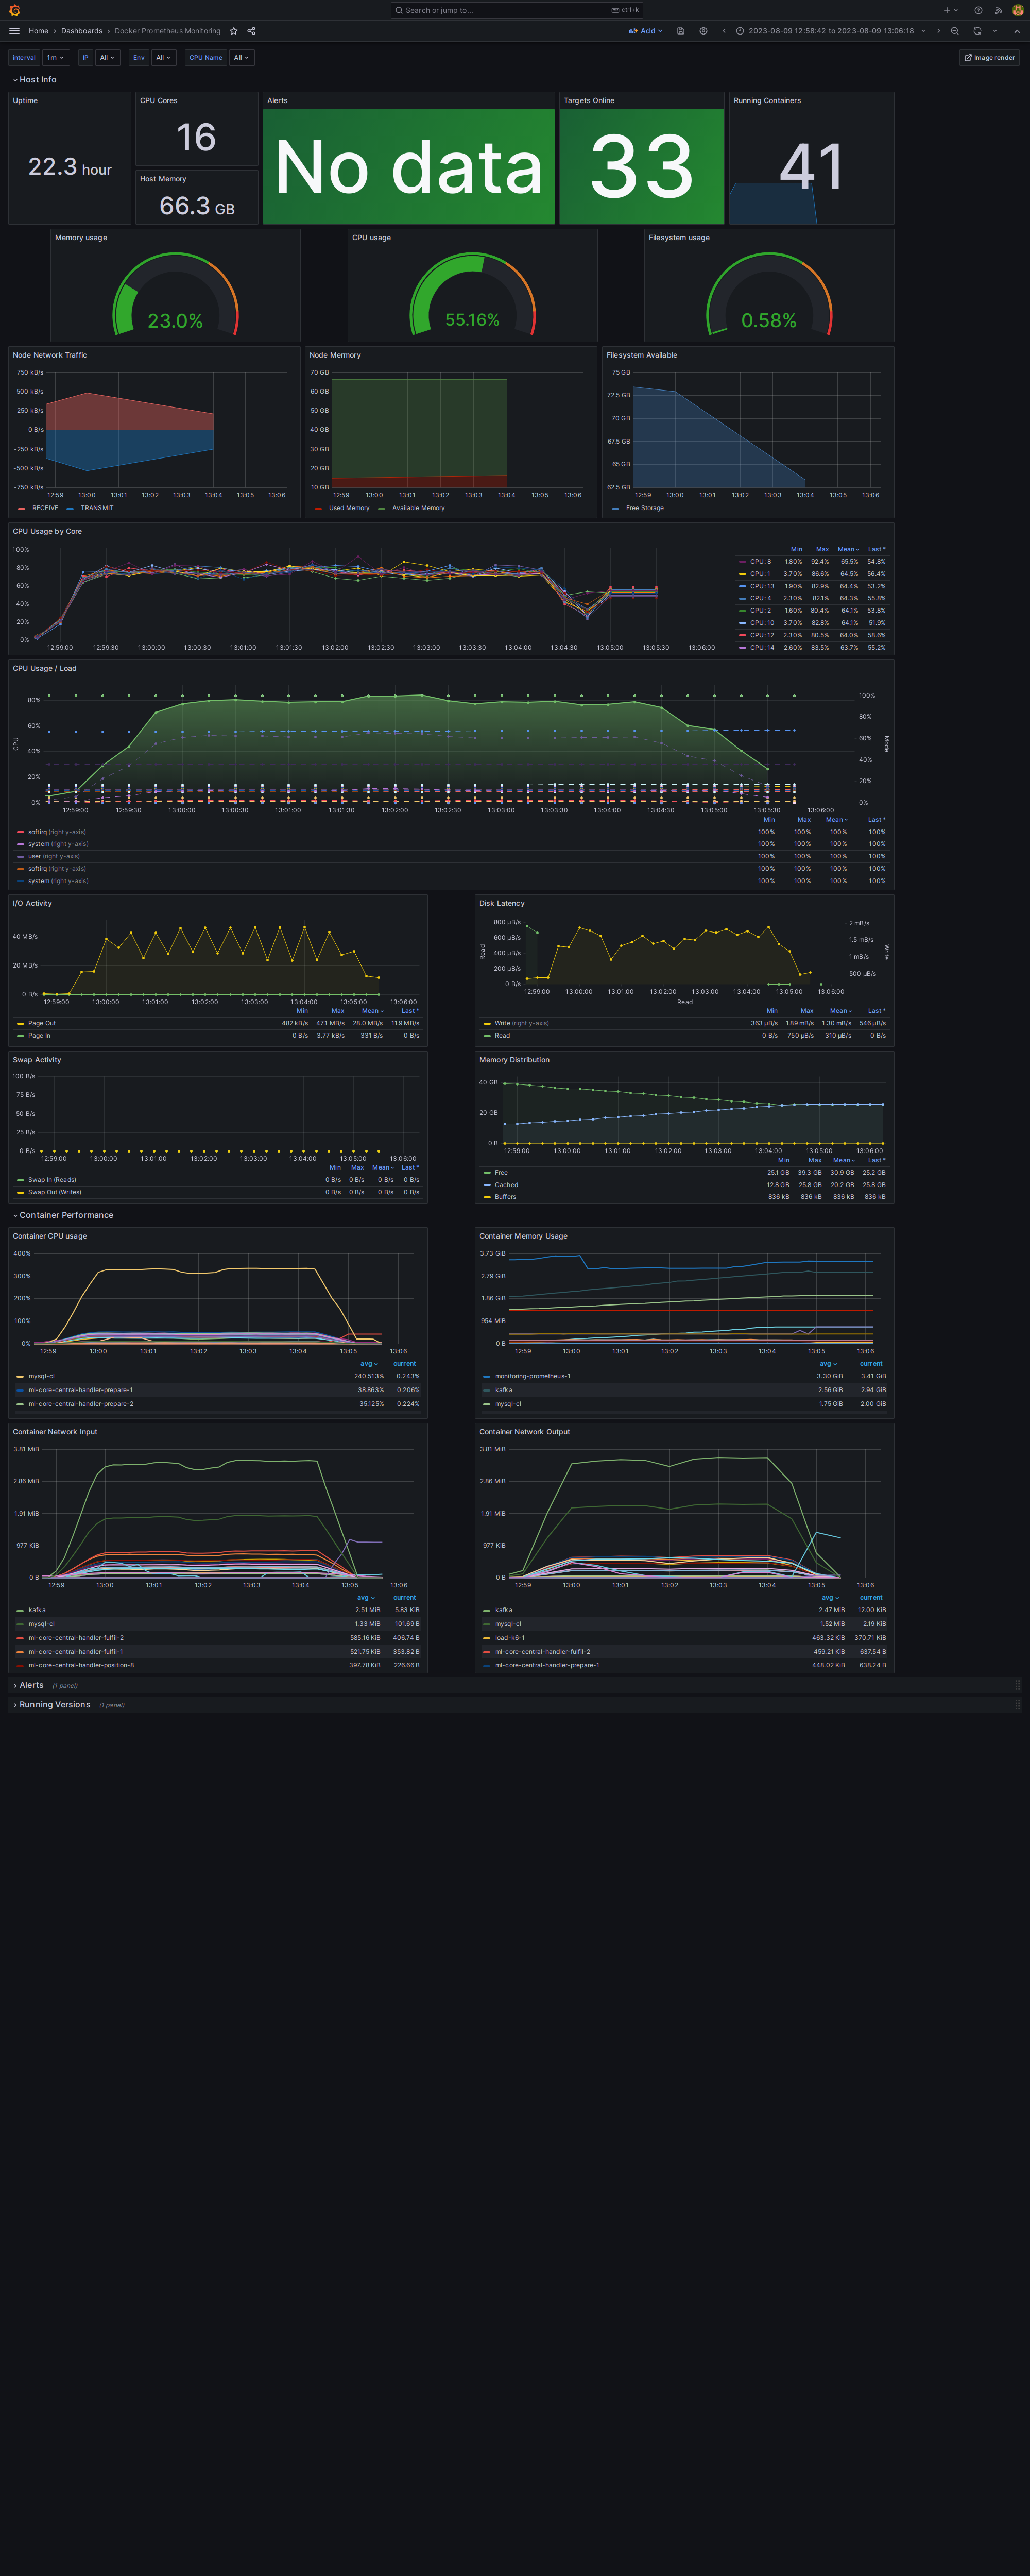 Search or jump to... ctrl+k
Home › Dashboards › Docker Prometheus Monitoring Add 2023-08-09 12:58:42 to 2023-08-09 13:06:18
Interval 1m IP All Env All CPU Name All Image render
Host Info
Uptime
22.3 hour
CPU Cores
16
Host Memory
66.3 GB
Alerts
No data
Targets Online
33
Running Containers
41
Memory usage
23.0%
CPU usage
55.16%
Filesystem usage
0.58%
Node Network Traffic
750 kB/s
500 kB/s
250 kB/s
0 B/s
-250 kB/s
-500 kB/s
-750 kB/s
12:59 13:00 13:01 13:02 13:03 13:04 13:05 13:06
RECEIVE TRANSMIT
Node Mermory
70 GB
60 GB
50 GB
40 GB
30 GB
20 GB
10 GB
12:59 13:00 13:01 13:02 13:03 13:04 13:05 13:06
Used Memory Available Memory
Filesystem Available
75 GB
72.5 GB
70 GB
67.5 GB
65 GB
62.5 GB
12:59 13:00 13:01 13:02 13:03 13:04 13:05 13:06
Free Storage
CPU Usage by Core
100%
80%
60%
40%
20%
0%
12:59:00 12:59:30 13:00:00 13:00:30 13:01:00 13:01:30 13:02:00 13:02:30 13:03:00 13:03:30 13:04:00 13:04:30 13:05:00 13:05:30 13:06:00
Min Max Mean Last *
CPU: 8 1.80% 92.4% 65.5% 54.8%
CPU: 1 3.70% 86.6% 64.5% 56.4%
CPU: 13 1.90% 82.9% 64.4% 53.2%
CPU: 4 2.30% 82.1% 64.3% 55.8%
CPU: 2 1.60% 80.4% 64.1% 53.8%
CPU: 10 3.70% 82.8% 64.1% 51.9%
CPU: 12 2.30% 80.5% 64.0% 58.6%
CPU: 14 2.60% 83.5% 63.7% 55.2%
CPU Usage / Load
CPU
80%
60%
40%
20%
0%
100%
80%
60%
40%
20%
0%
Mode
12:59:00 12:59:30 13:00:00 13:00:30 13:01:00 13:01:30 13:02:00 13:02:30 13:03:00 13:03:30 13:04:00 13:04:30 13:05:00 13:05:30 13:06:00
Min Max Mean Last *
softirq (right y-axis) 100% 100% 100% 100%
system (right y-axis) 100% 100% 100% 100%
user (right y-axis) 100% 100% 100% 100%
softirq (right y-axis) 100% 100% 100% 100%
system (right y-axis) 100% 100% 100% 100%
I/O Activity
40 MB/s
20 MB/s
0 B/s
12:59:00 13:00:00 13:01:00 13:02:00 13:03:00 13:04:00 13:05:00 13:06:00
Min Max Mean Last *
Page Out 482 kB/s 47.1 MB/s 28.0 MB/s 11.9 MB/s
Page In 0 B/s 3.77 kB/s 331 B/s 0 B/s
Disk Latency
Read
800 µB/s
600 µB/s
400 µB/s
200 µB/s
0 B/s
2 mB/s
1.5 mB/s
1 mB/s
500 µB/s
Write
12:59:00 13:00:00 13:01:00 13:02:00 13:03:00 13:04:00 13:05:00 13:06:00
Read
Min Max Mean Last *
Write (right y-axis) 363 µB/s 1.89 mB/s 1.30 mB/s 546 µB/s
Read 0 B/s 750 µB/s 310 µB/s 0 B/s
Swap Activity
100 B/s
75 B/s
50 B/s
25 B/s
0 B/s
12:59:00 13:00:00 13:01:00 13:02:00 13:03:00 13:04:00 13:05:00 13:06:00
Min Max Mean Last *
Swap In (Reads) 0 B/s 0 B/s 0 B/s 0 B/s
Swap Out (Writes) 0 B/s 0 B/s 0 B/s 0 B/s
Memory Distribution
40 GB
20 GB
0 B
12:59:00 13:00:00 13:01:00 13:02:00 13:03:00 13:04:00 13:05:00 13:06:00
Min Max Mean Last *
Free 25.1 GB 39.3 GB 30.9 GB 25.2 GB
Cached 12.8 GB 25.8 GB 20.2 GB 25.8 GB
Buffers 836 kB 836 kB 836 kB 836 kB
Container Performance
Container CPU usage
400%
300%
200%
100%
0%
12:59 13:00 13:01 13:02 13:03 13:04 13:05 13:06
avg current
mysql-cl 240.513% 0.243%
ml-core-central-handler-prepare-1 38.863% 0.206%
ml-core-central-handler-prepare-2 35.125% 0.224%
Container Memory Usage
3.73 GiB
2.79 GiB
1.86 GiB
954 MiB
0 B
12:59 13:00 13:01 13:02 13:03 13:04 13:05 13:06
avg current
monitoring-prometheus-1 3.30 GiB 3.41 GiB
kafka 2.56 GiB 2.94 GiB
mysql-cl 1.75 GiB 2.00 GiB
Container Network Input
3.81 MiB
2.86 MiB
1.91 MiB
977 KiB
0 B
12:59 13:00 13:01 13:02 13:03 13:04 13:05 13:06
avg current
kafka 2.51 MiB 5.83 KiB
mysql-cl 1.33 MiB 101.69 B
ml-core-central-handler-fulfil-2 585.16 KiB 406.74 B
ml-core-central-handler-fulfil-1 521.75 KiB 353.82 B
ml-core-central-handler-position-8 397.78 KiB 226.66 B
Container Network Output
3.81 MiB
2.86 MiB
1.91 MiB
977 KiB
0 B
12:59 13:00 13:01 13:02 13:03 13:04 13:05 13:06
avg current
kafka 2.47 MiB 12.00 KiB
mysql-cl 1.52 MiB 2.19 KiB
load-k6-1 463.32 KiB 370.71 KiB
ml-core-central-handler-fulfil-2 459.21 KiB 637.54 B
ml-core-central-handler-prepare-1 448.02 KiB 638.24 B
Alerts (1 panel)
Running Versions (1 panel)